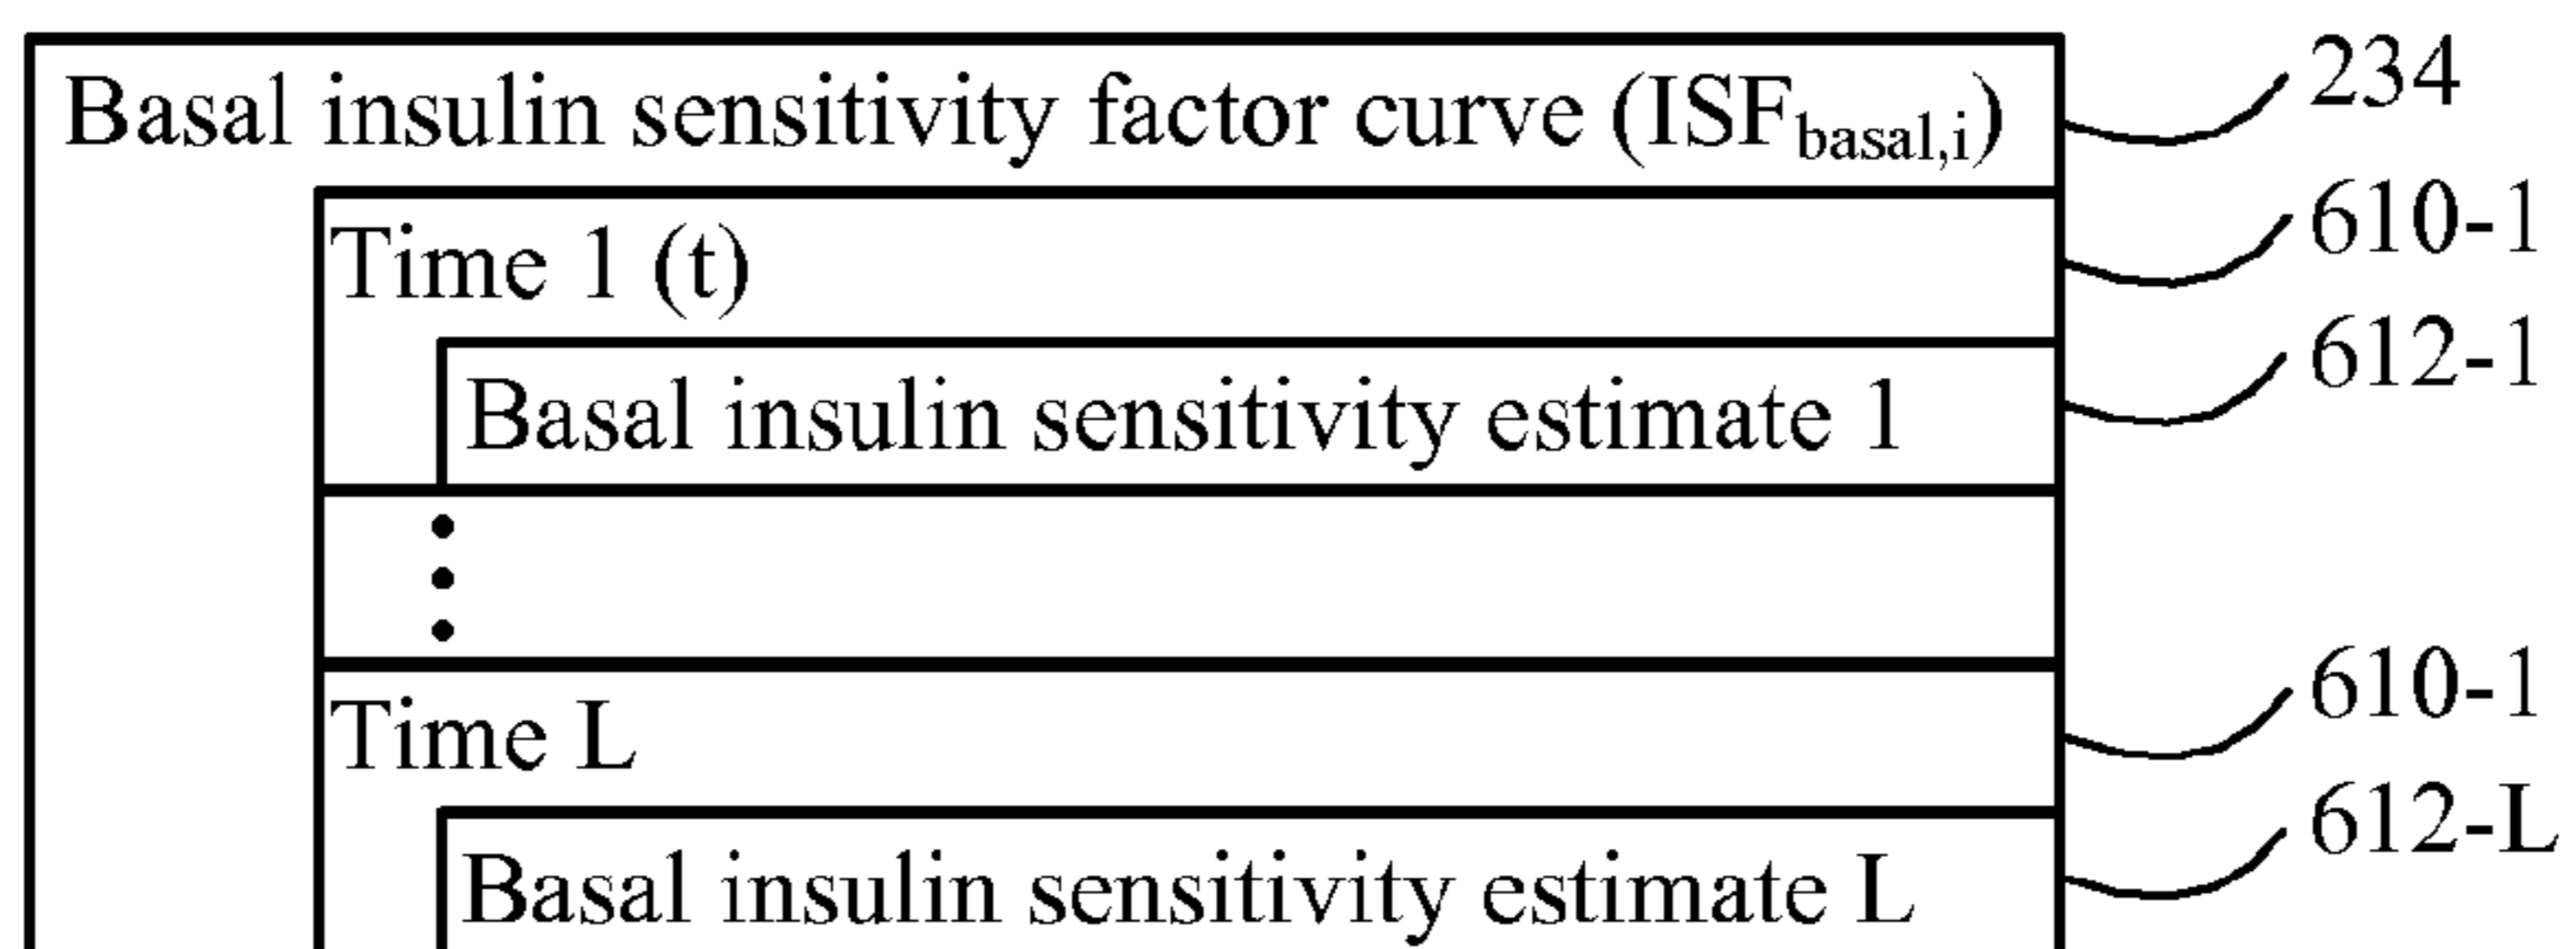 Basal insulin sensitivity factor curve (ISFbasal,i) 234
Time 1 (t) 610-1
Basal insulin sensitivity estimate 1 612-1
Time L 610-1
Basal insulin sensitivity estimate L 612-L